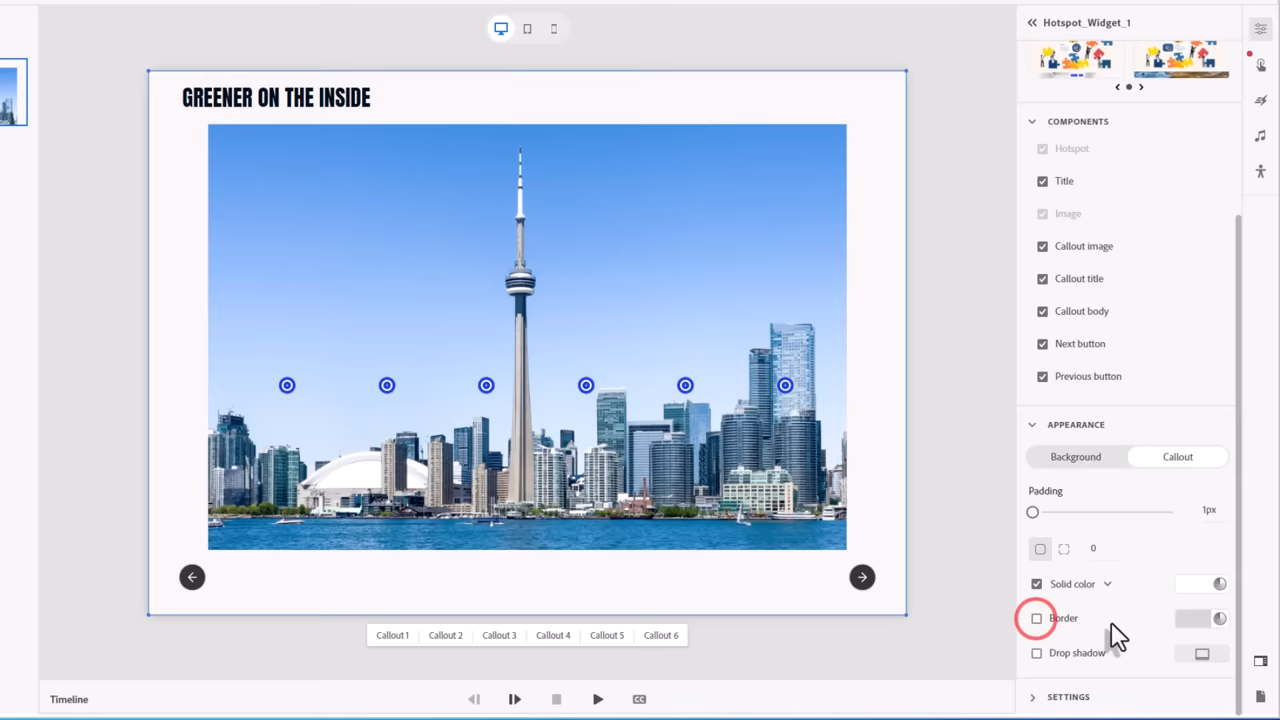 Hotspot_Widget_1
GREENER ON THE INSIDE
COMPONENTS
Hotspot
Title
Image
Callout image
Callout title
Callout body
Next button
Previous button
APPEARANCE
Background
Callout
Padding
1px
0
Solid color
Border
Drop shadow
SETTINGS
Callout 1
Callout 2
Callout 3
Callout 4
Callout 5
Callout 6
Timeline
CC